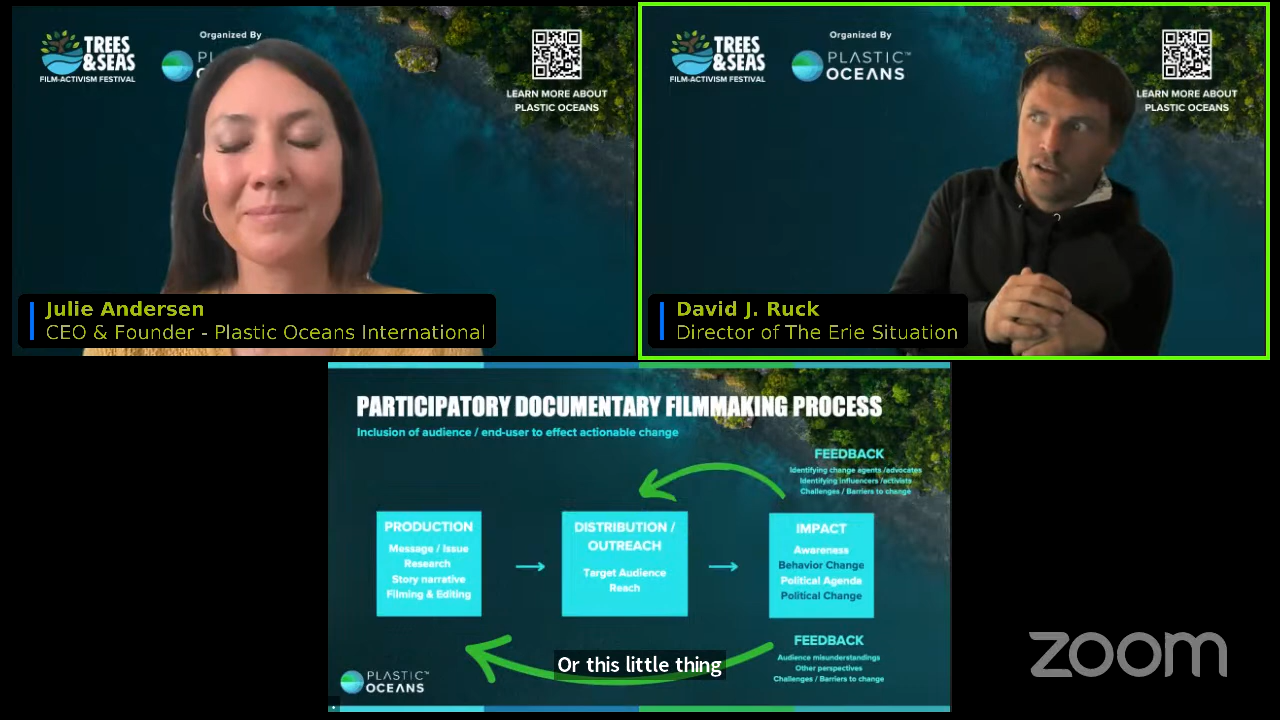 TREES
&SEAS
FILM-ACTIVISM FESTIVAL
Organized By
PL
LEARN MORE ABOUT
PLASTIC OCEANS
Julie Andersen
CEO & Founder - Plastic Oceans International
TREES
&SEAS
FILM-ACTIVISM FESTIVAL
Organized By
PLASTIC™
OCEANS
LEARN MORE ABOUT
PLASTIC OCEANS
David J. Ruck
Director of The Erie Situation
PARTICIPATORY DOCUMENTARY FILMMAKING PROCESS
Inclusion of audience / end-user to effect actionable change
FEEDBACK
Identifying change agents /advocates
Identifying influencers /activists
Challenges / Barriers to change
PRODUCTION
Message / Issue
Research
Story narrative
Filming & Editing
DISTRIBUTION /
OUTREACH
Target Audience
Reach
IMPACT
Awareness
Behavior Change
Political Agenda
Political Change
FEEDBACK
Audience misunderstandings
Other perspectives
Challenges / Barriers to change
Or this little thing
PLASTIC™
OCEANS
zoom